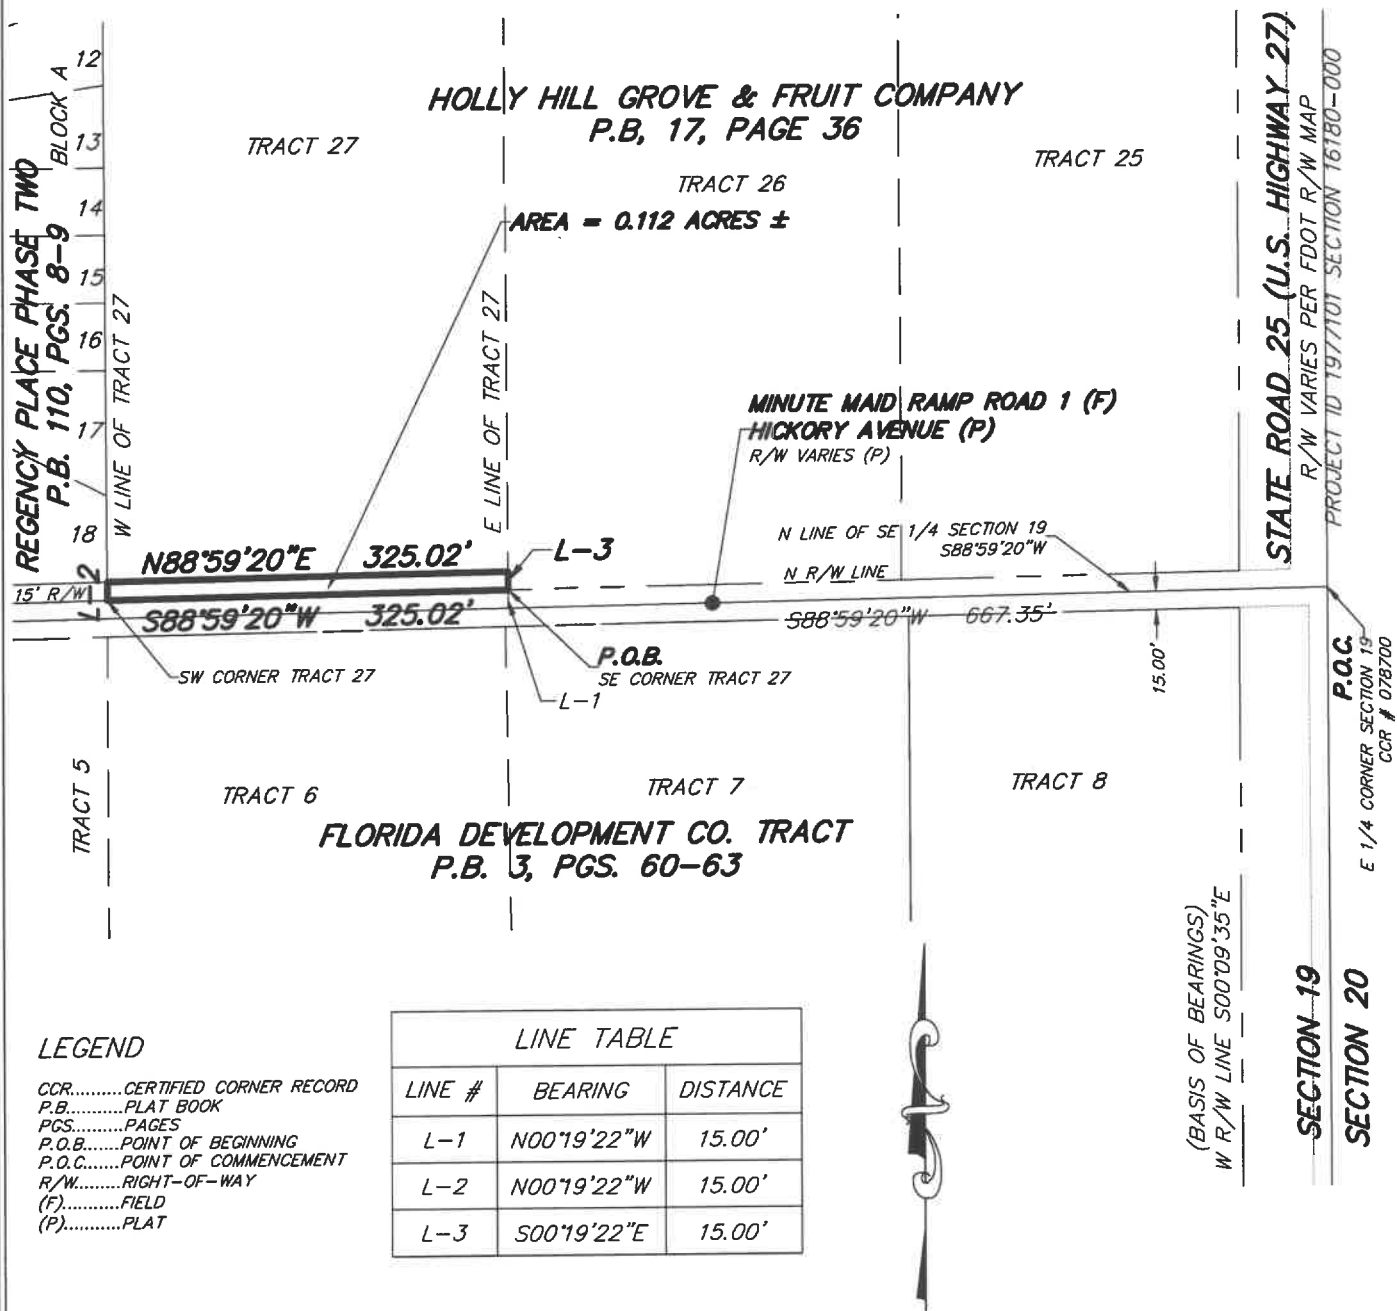 HOLLY HILL GROVE & FRUIT COMPANY
P.B, 17, PAGE 36
TRACT 27
TRACT 26
TRACT 25
AREA = 0.112 ACRES ±
BLOCK A
12
13
14
15
16
17
18
REGENCY PLACE PHASE TWO
P.B. 110, PGS. 8-9
W LINE OF TRACT 27
E LINE OF TRACT 27
STATE ROAD 25 (U.S. HIGHWAY 27)
R/W VARIES PER FDOT R/W MAP
PROJECT ID 1977101 SECTION 16180-000
MINUTE MAID RAMP ROAD 1 (F)
HICKORY AVENUE (P)
R/W VARIES (P)
N LINE OF SE 1/4 SECTION 19
S88°59'20"W
N R/W LINE
N88°59'20"E 325.02'
L-3
15' R/W
L-2
S88°59'20"W 325.02'
S88°59'20"W 667.35'
15.00'
SW CORNER TRACT 27
P.O.B.
SE CORNER TRACT 27
L-1
P.O.C.
E 1/4 CORNER SECTION 19
CCR # 078700
TRACT 5
TRACT 6
TRACT 7
TRACT 8
FLORIDA DEVELOPMENT CO. TRACT
P.B. 3, PGS. 60-63
(BASIS OF BEARINGS)
W R/W LINE S00°09'35"E
SECTION 19
SECTION 20
LEGEND
CCR..........CERTIFIED CORNER RECORD
P.B...........PLAT BOOK
PGS..........PAGES
P.O.B.......POINT OF BEGINNING
P.O.C.......POINT OF COMMENCEMENT
R/W.........RIGHT-OF-WAY
(F)...........FIELD
(P)...........PLAT
LINE TABLE
LINE # BEARING DISTANCE
L-1 N00°19'22"W 15.00'
L-2 N00°19'22"W 15.00'
L-3 S00°19'22"E 15.00'